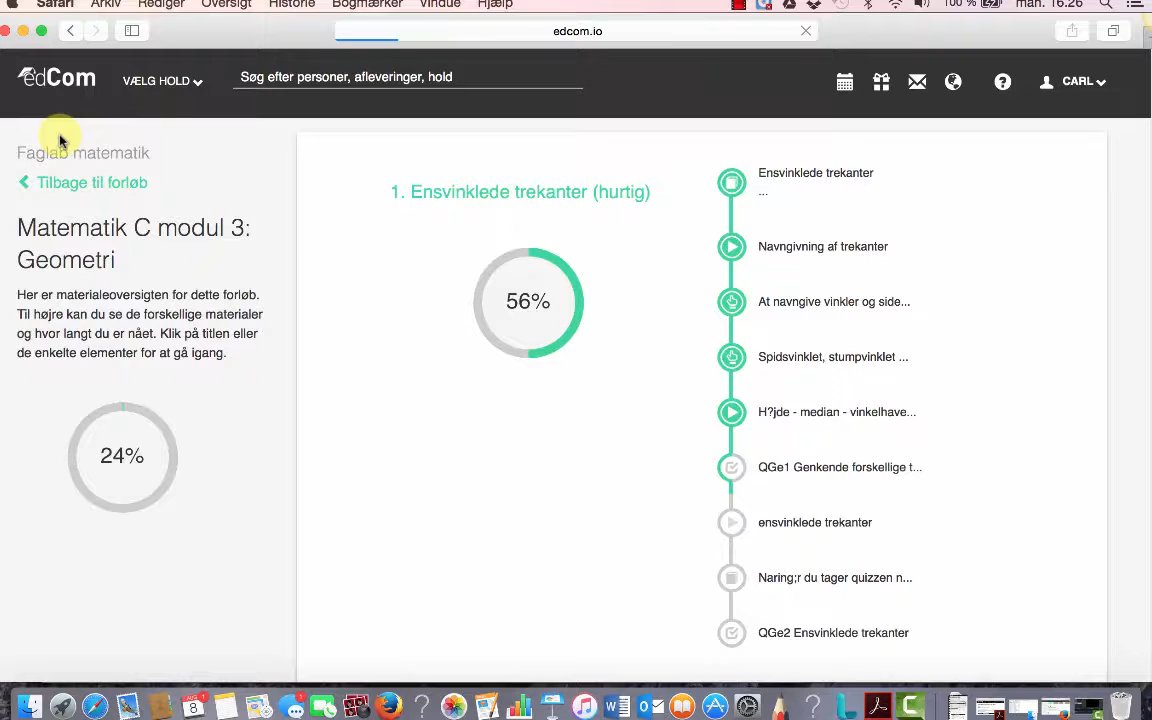 Safari Arkiv Rediger Oversigt Historie Bogmærker Vindue Hjælp 100 % man. 16.26
edcom.io
edCom VÆLG HOLD Søg efter personer, afleveringer, hold CARL
Faglab matematik
Tilbage til forløb
Matematik C modul 3:
Geometri
Her er materialeoversigten for dette forløb.
Til højre kan du se de forskellige materialer
og hvor langt du er nået. Klik på titlen eller
de enkelte elementer for at gå igang.
24%
1. Ensvinklede trekanter (hurtig)
56%
Ensvinklede trekanter
...
Navngivning af trekanter
At navngive vinkler og side...
Spidsvinklet, stumpvinklet ...
H?jde - median - vinkelhave...
QGe1 Genkende forskellige t...
ensvinklede trekanter
Naring;r du tager quizzen n...
QGe2 Ensvinklede trekanter